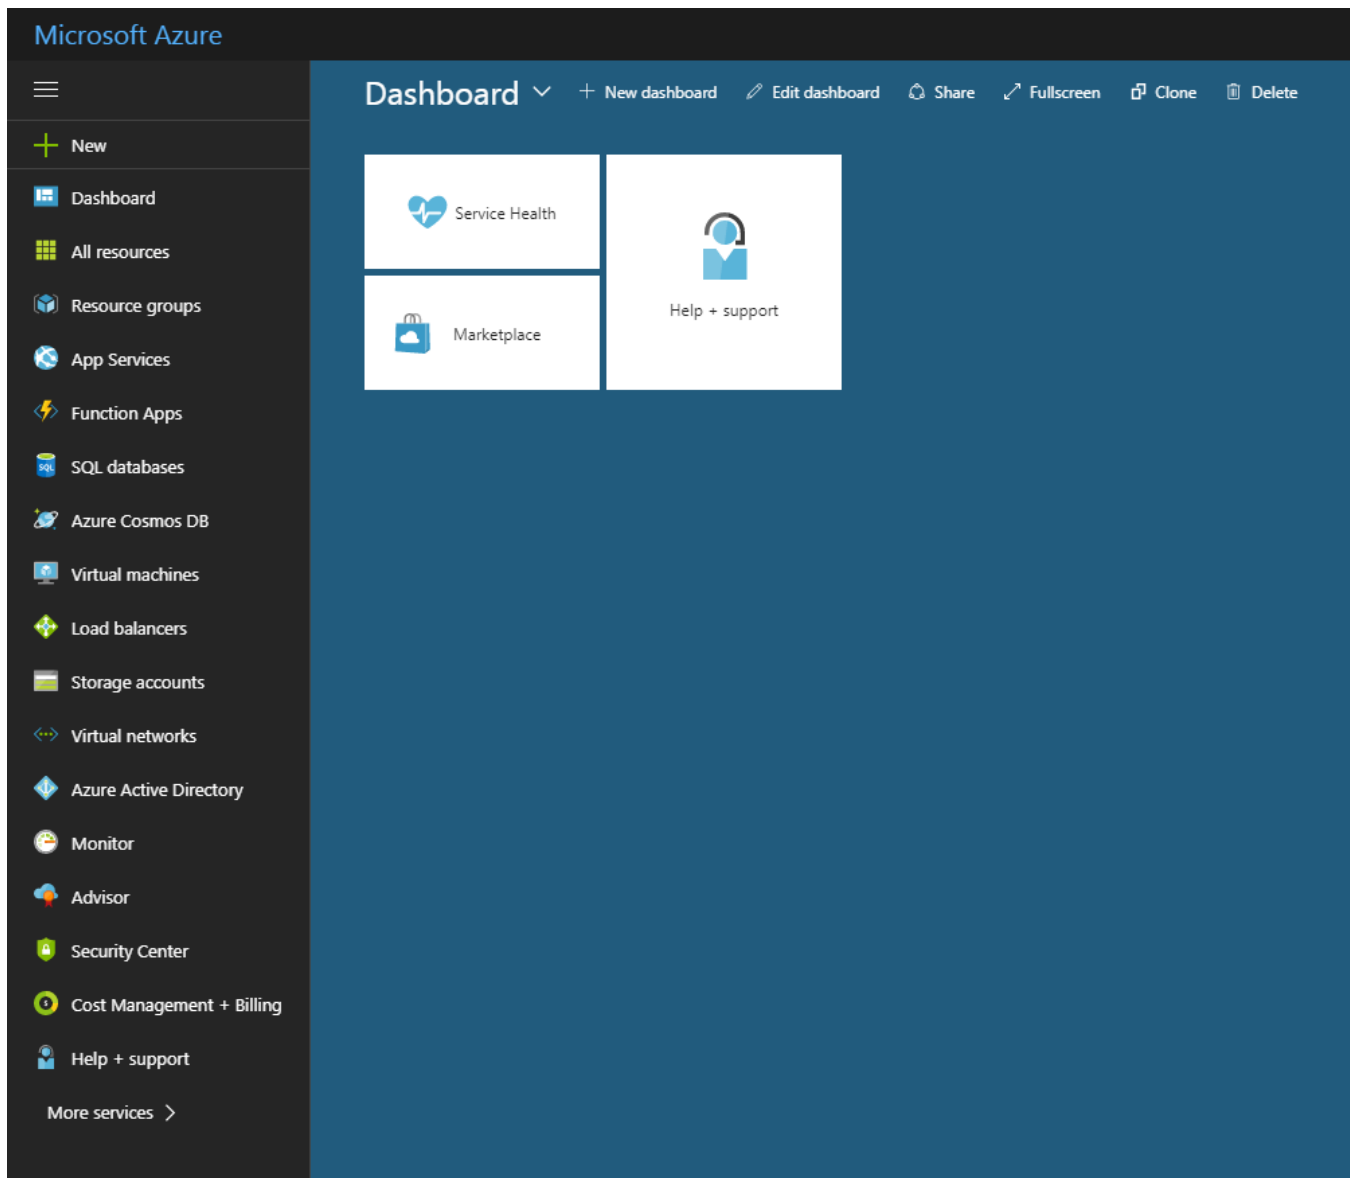 Microsoft Azure
Dashboard
New dashboard
Edit dashboard
Share
Fullscreen
Clone
Delete
New
Dashboard
All resources
Resource groups
App Services
Function Apps
SQL
SQL databases
Azure Cosmos DB
Virtual machines
Load balancers
Storage accounts
Virtual networks
Azure Active Directory
Monitor
Advisor
Security Center
Cost Management + Billing
Help + support
More services
Service Health
Marketplace
Help + support